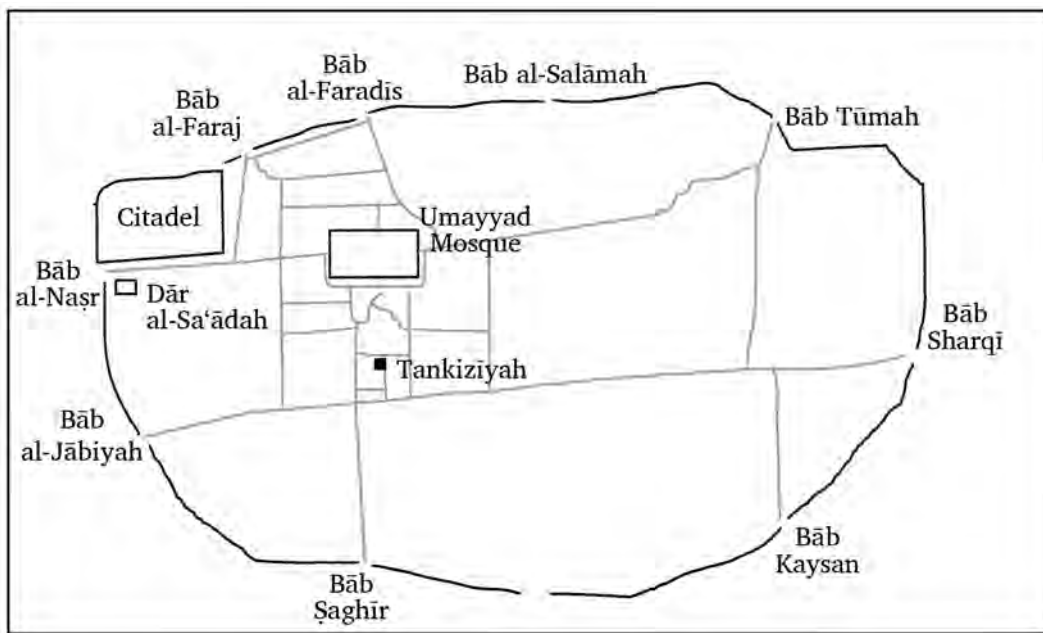 Bāb
al-Faradīs
Bāb al-Salāmah
Bāb
al-Faraj
Bāb Tūmah
Citadel
Umayyad
Mosque
Bāb
al-Naṣr
Dār
al-Sa‘ādah
Bāb
Sharqī
Tankizīyah
Bāb
al-Jābiyah
Bāb
Kaysan
Bāb
Ṣaghīr